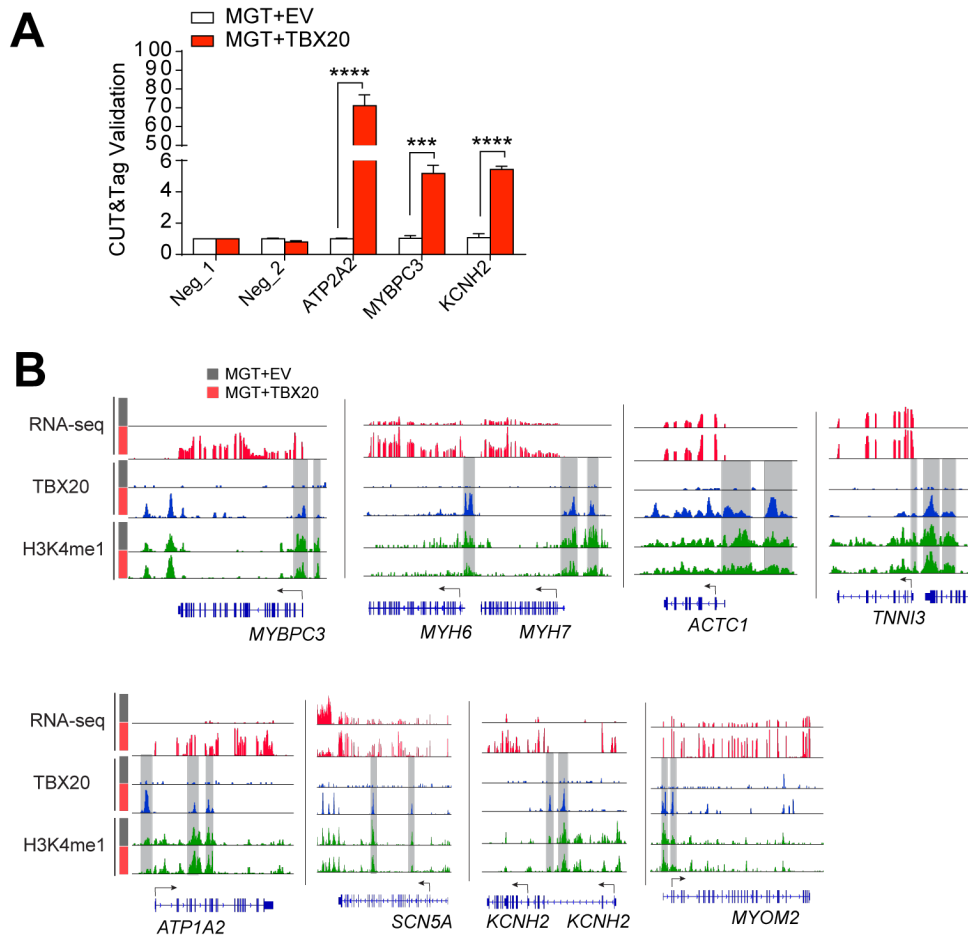 A
MGT+EV
MGT+TBX20
CUT&Tag Validation
100
90
80
70
60
50
6
4
2
0
****
***
****
Neg_1
Neg_2
ATP2A2
MYBPC3
KCNH2
B
MGT+EV
MGT+TBX20
RNA-seq
TBX20
H3K4me1
MYBPC3
MYH6
MYH7
ACTC1
TNNI3
RNA-seq
TBX20
H3K4me1
ATP1A2
SCN5A
KCNH2
KCNH2
MYOM2